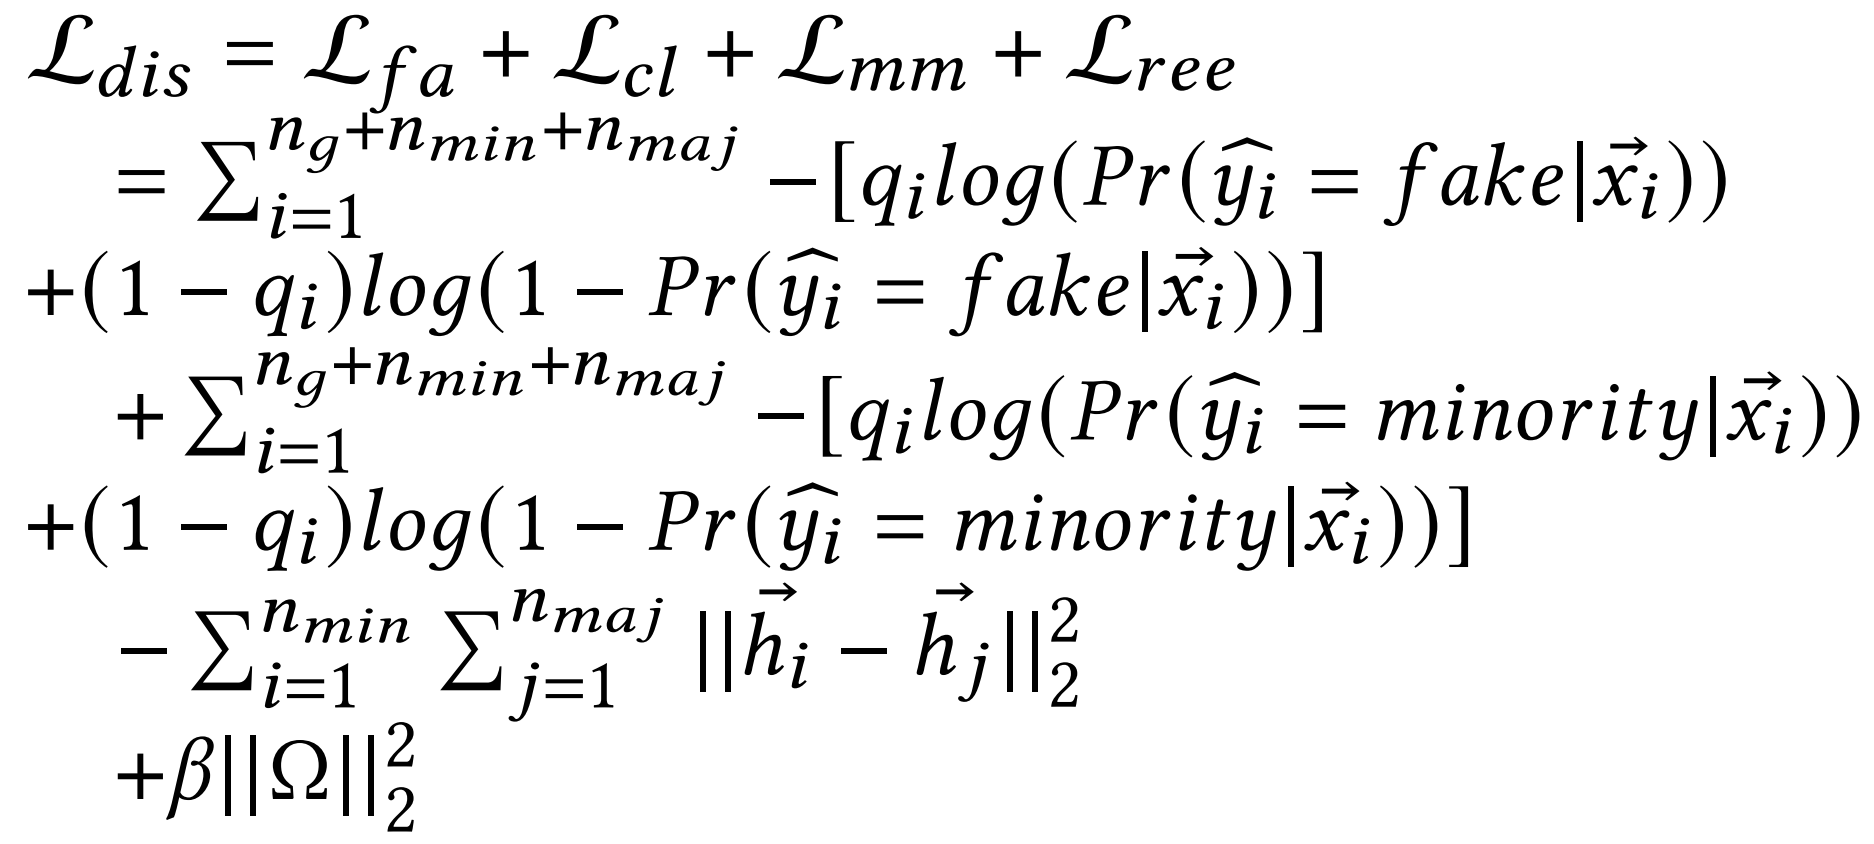 ℒ_{dis} = ℒ_{fa} + ℒ_{cl} + ℒ_{mm} + ℒ_{ree}
= ∑_{i=1}^{n_g+n_{min}+n_{maj}} −[q_i log(Pr(\widehat{y_i} = fake|\vec{x_i}))
+(1 − q_i)log(1 − Pr(\widehat{y_i} = fake|\vec{x_i}))]
+ ∑_{i=1}^{n_g+n_{min}+n_{maj}} −[q_i log(Pr(\widehat{y_i} = minority|\vec{x_i}))
+(1 − q_i)log(1 − Pr(\widehat{y_i} = minority|\vec{x_i}))]
− ∑_{i=1}^{n_{min}} ∑_{j=1}^{n_{maj}} ||\vec{h_i} − \vec{h_j}||_2^2
+β||Ω||_2^2